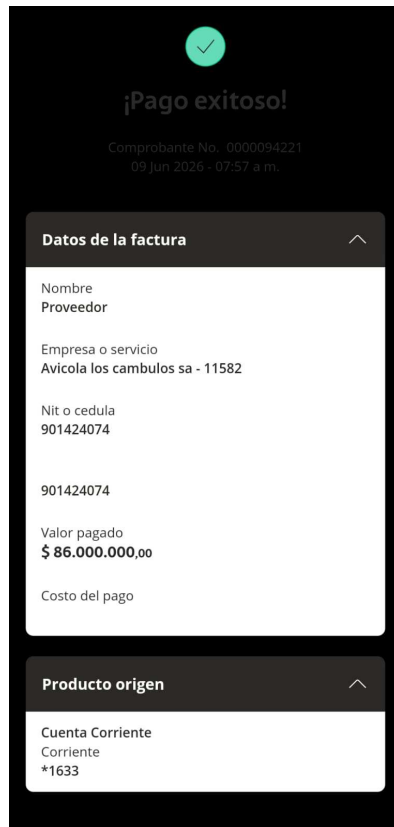 ¡Pago exitoso!
Comprobante No. 0000094221
09 Jun 2026 - 07:57 a m.
Datos de la factura
Nombre
Proveedor
Empresa o servicio
Avicola los cambulos sa - 11582
Nit o cedula
901424074
901424074
Valor pagado
$ 86.000.000,00
Costo del pago
Producto origen
Cuenta Corriente
Corriente
*1633